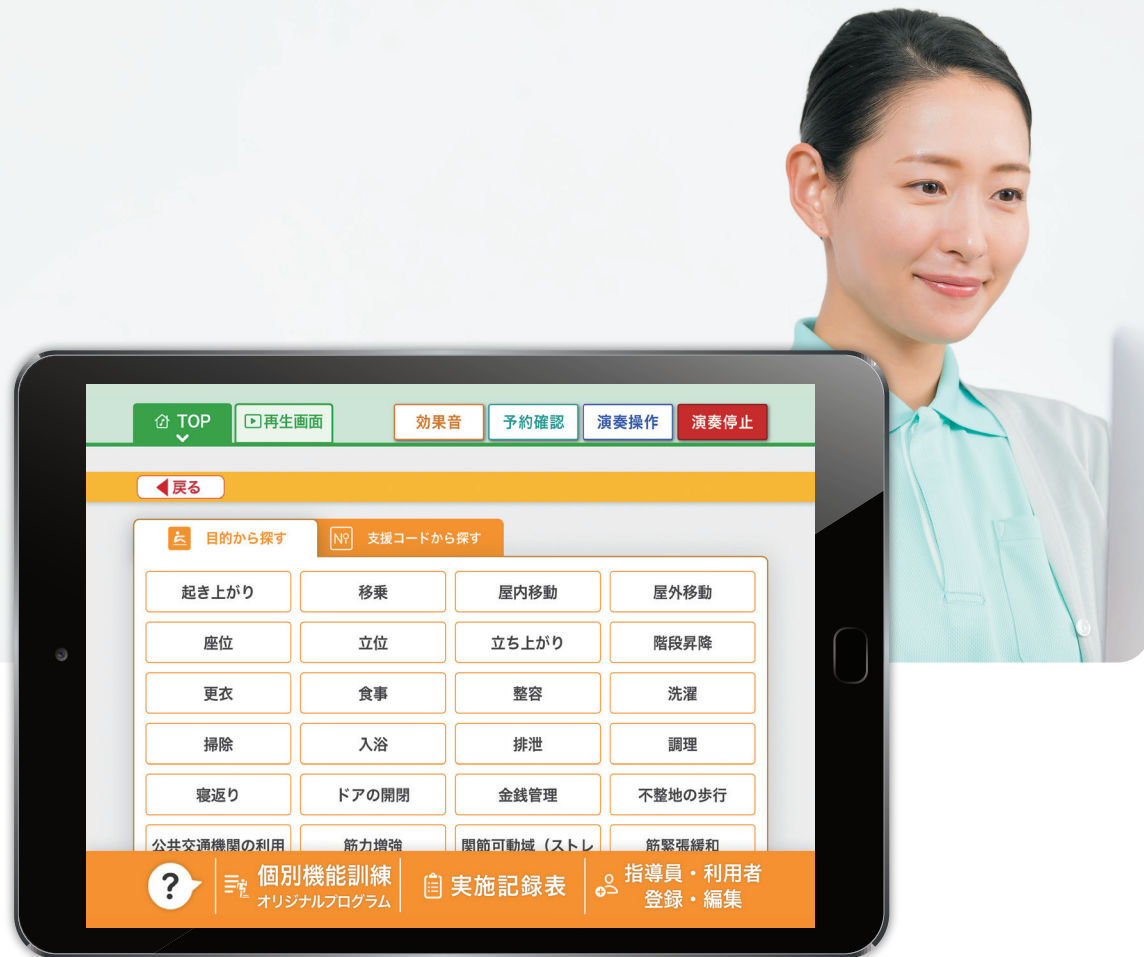 TOP
再生画面
効果音
予約確認
演奏操作
演奏停止
戻る
目的から探す
Nº 支援コードから探す
起き上がり
移乗
屋内移動
屋外移動
座位
立位
立ち上がり
階段昇降
更衣
食事
整容
洗濯
掃除
入浴
排泄
調理
寝返り
ドアの開閉
金銭管理
不整地の歩行
公共交通機関の利用
筋力増強
関節可動域（ストレ
筋緊張緩和
?
個別機能訓練
オリジナルプログラム
実施記録表
指導員・利用者
登録・編集